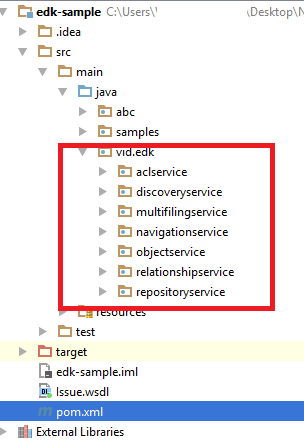 edk-sample C:\Users\ \Desktop\N
.idea
src
main
java
abc
samples
vid.edk
aclservice
discoveryservice
multifilingservice
navigationservice
objectservice
relationshipservice
repositoryservice
resources
test
target
edk-sample.iml
Issue.wsdl
pom.xml
External Libraries